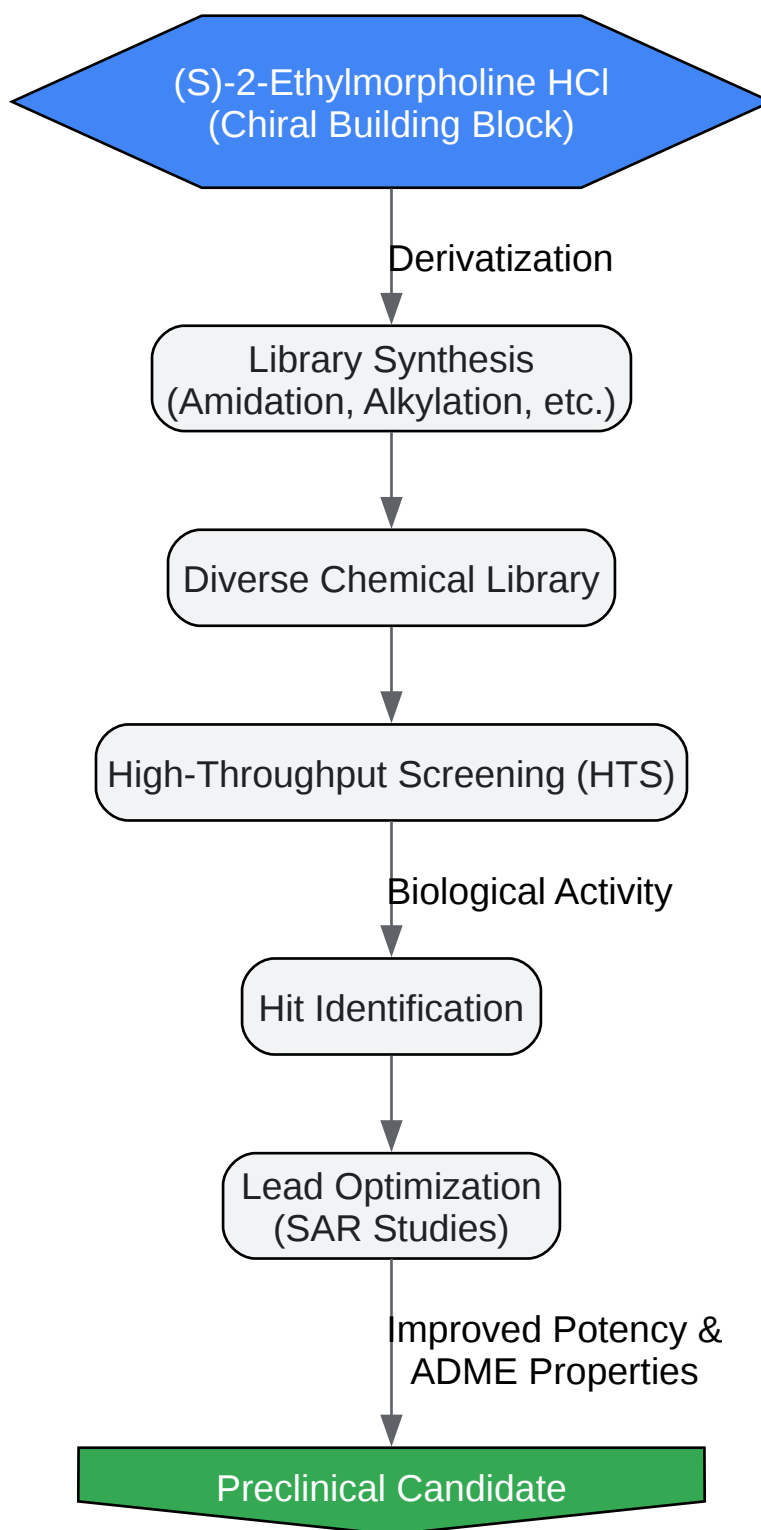 (S)-2-Ethylmorpholine HCl
(Chiral Building Block)
Derivatization
Library Synthesis
(Amidation, Alkylation, etc.)
Diverse Chemical Library
High-Throughput Screening (HTS)
Biological Activity
Hit Identification
Lead Optimization
(SAR Studies)
Improved Potency &
ADME Properties
Preclinical Candidate